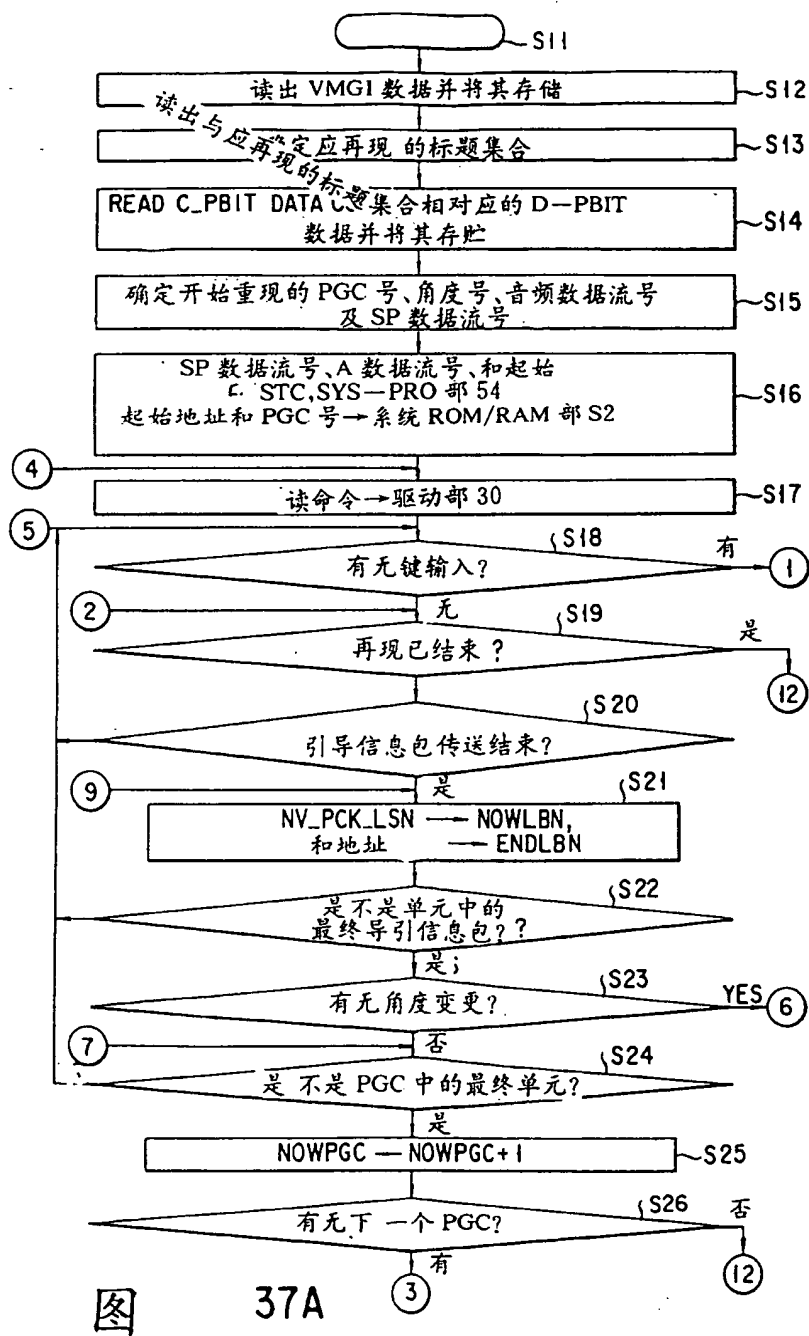 S11
读出 VMGI 数据并将其存储
S12
读出与应再现的标题
定应再现 的标题集合
S13
READ C_PBIT DATA 集合相对应的 D—PBIT
数据并将其存贮
S14
确定开始重现的 PGC 号、角度号、音频数据流号
及 SP 数据流号
S15
SP 数据流号、A 数据流号、和起始
STC,SYS—PRO 部 54
起始地址和 PGC 号→系统 ROM/RAM 部 S2
S16
4
读命令→驱动部 30
S17
5
S18
有无键输入?
有
1
2
无
S19
再现已结束 ?
是
12
S20
引导信息包传送结束?
9
是
S21
NV_PCK_LSN → NOWLBN,
和地址 → ENDLBN
S22
是不是单元中的
最终导引信息包??
是;
S23
有无角度变更?
YES
6
7
否
S24
是 不是 PGC 中的最终单元?
是
NOWPGC — NOWPGC+1
S25
S26
有无下 一个 PGC?
否
12
有
3
图 37A